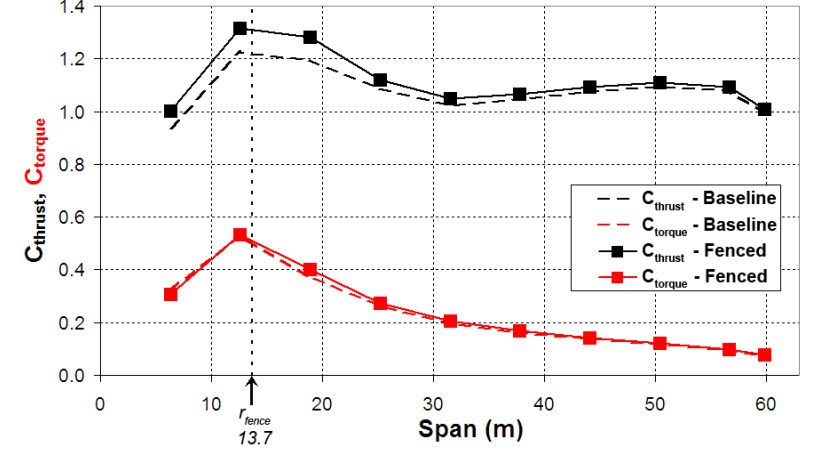 1.4
1.2
1.0
0.8
0.6
0.4
0.2
0.0
Cthrust, Ctorque
Cthrust - Baseline
Ctorque - Baseline
Cthrust - Fenced
Ctorque - Fenced
0 10 20 30 40 50 60
rfence
13.7
Span (m)